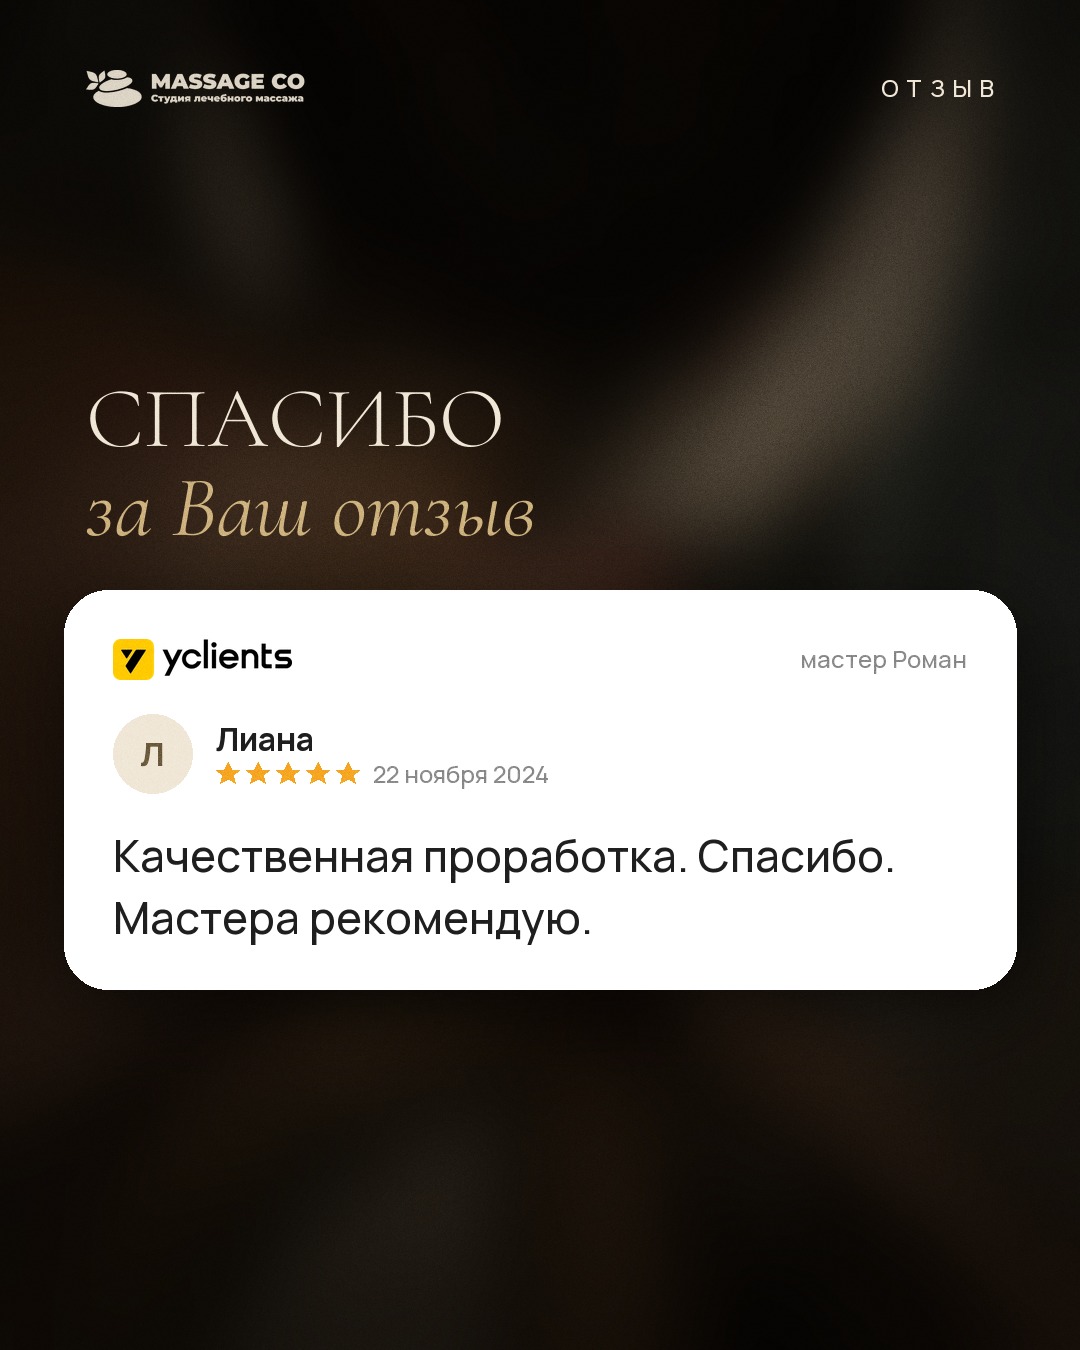 MASSAGE CO
Студия лечебного массажа
ОТЗЫВ
СПАСИБО
за Ваш отзыв
yclients
мастер Роман
Л
Лиана
22 ноября 2024
Качественная проработка. Спасибо.
Мастера рекомендую.